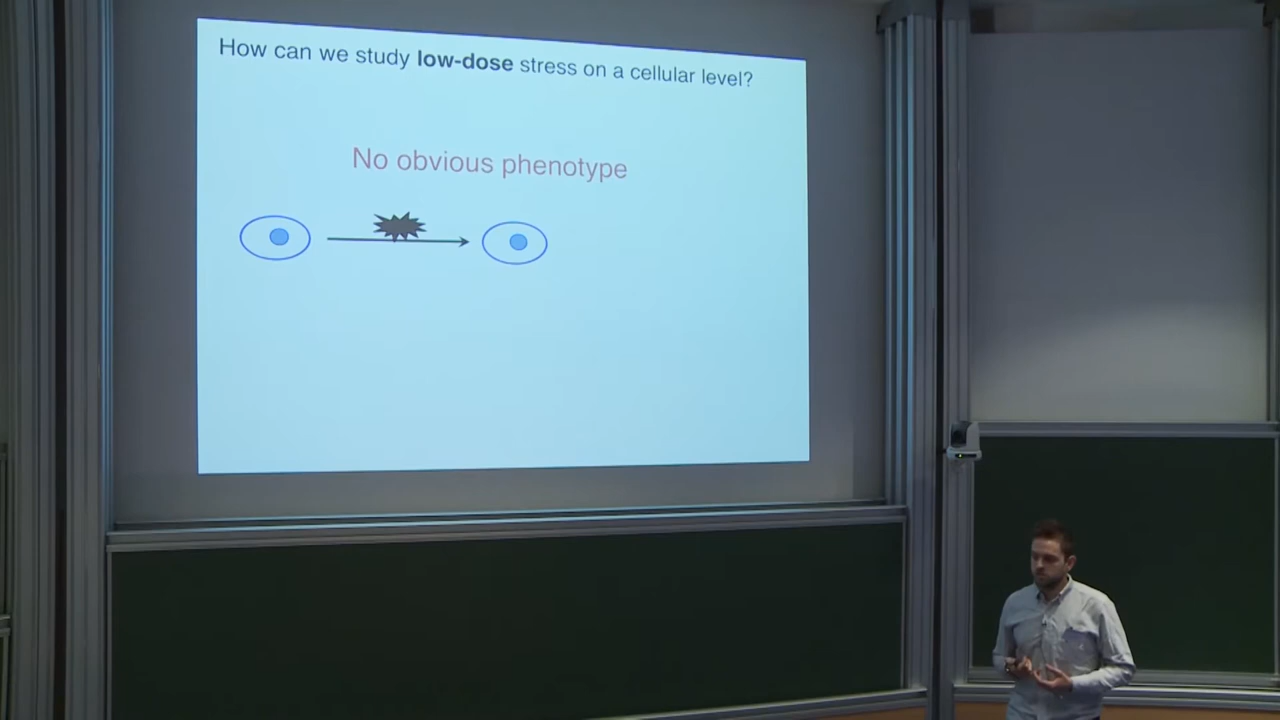 How can we study low-dose stress on a cellular level?
No obvious phenotype